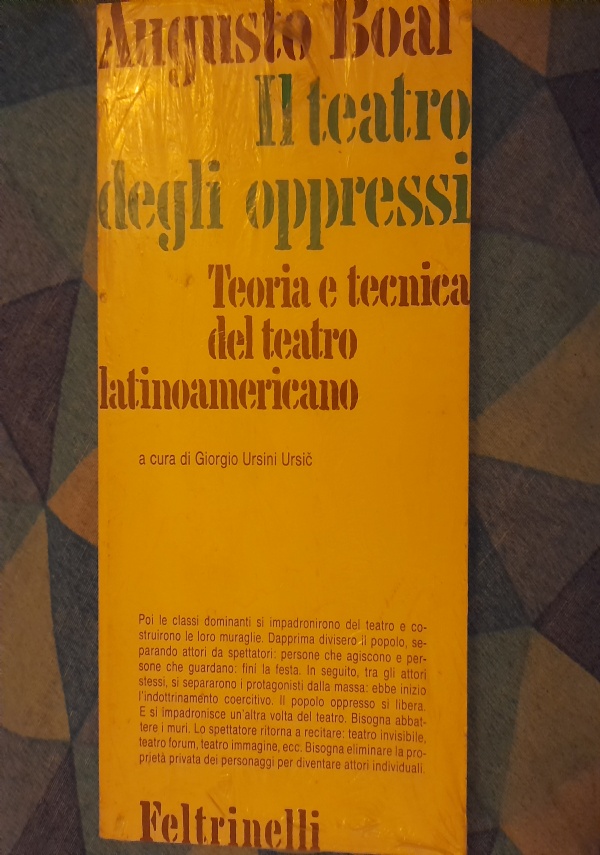 Augusto Boal
Il teatro
degli oppressi
Teoria e tecnica
del teatro
latinoamericano
a cura di Giorgio Ursini Ursič
Poi le classi dominanti si impadronirono del teatro e co-
struirono le loro muraglie. Dapprima divisero il popolo, se-
parando attori da spettatori: persone che agiscono e per-
sone che guardano: finì la festa. In seguito, tra gli attori
stessi, si separarono i protagonisti dalla massa: ebbe inizio
l'indottrinamento coercitivo. Il popolo oppresso si libera.
E si impadronisce un'altra volta del teatro. Bisogna abbat-
tere i muri. Lo spettatore ritorna a recitare: teatro invisibile,
teatro forum, teatro immagine, ecc. Bisogna eliminare la pro-
prietà privata dei personaggi per diventare attori individuali.
Feltrinelli